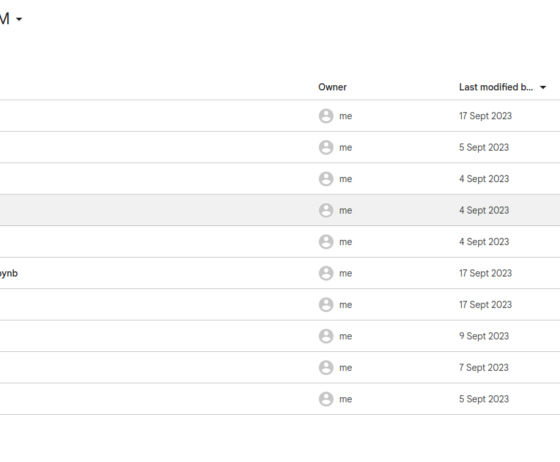 M
Owner Last modified b...
me 17 Sept 2023
me 5 Sept 2023
me 4 Sept 2023
me 4 Sept 2023
me 4 Sept 2023
ynb me 17 Sept 2023
me 17 Sept 2023
me 9 Sept 2023
me 7 Sept 2023
me 5 Sept 2023